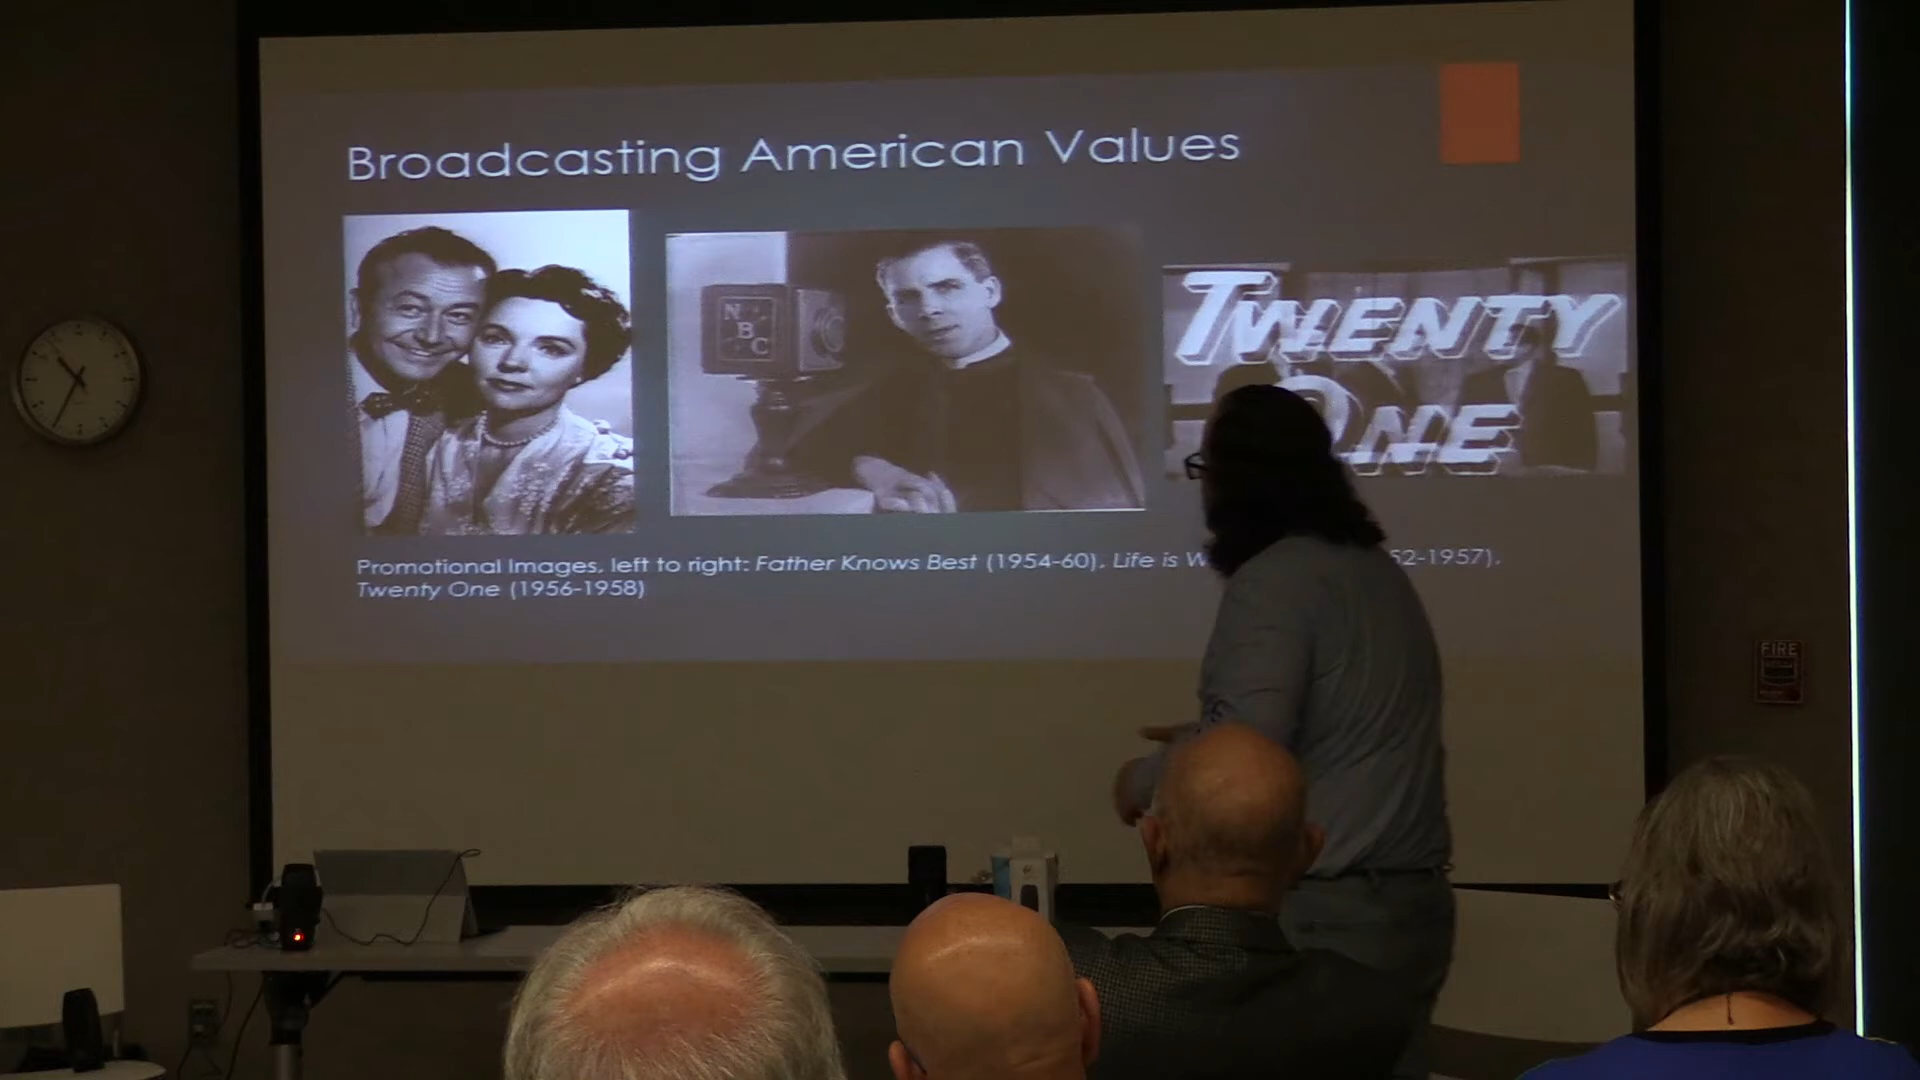 Broadcasting American Values
NBC
TWENTY
ONE
Promotional Images, left to right: Father Knows Best (1954-60), Life is W 52-1957),
Twenty One (1956-1958)
FIRE